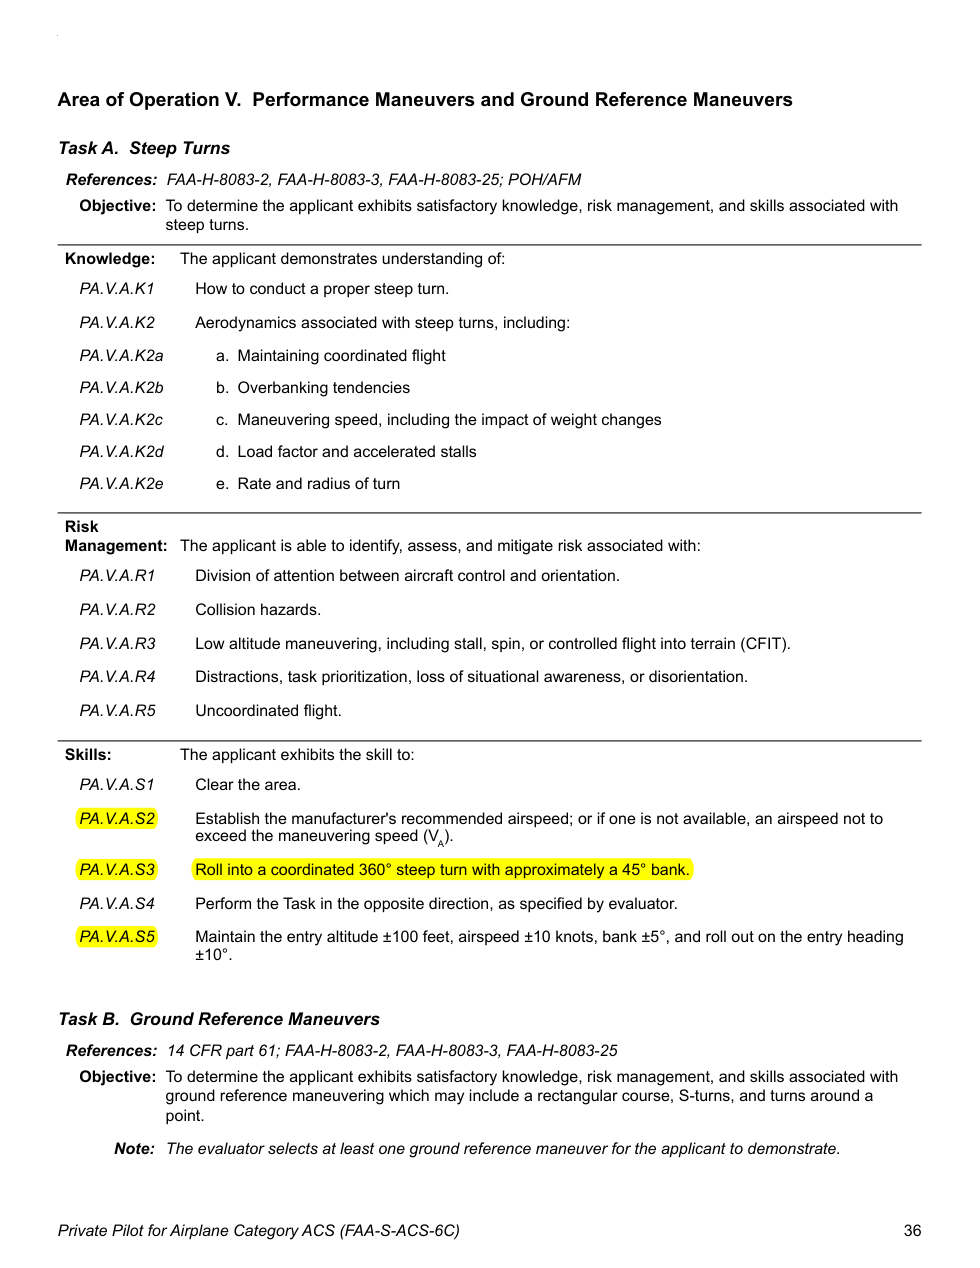 Area of Operation V. Performance Maneuvers and Ground Reference Maneuvers
Task A. Steep Turns
References: FAA-H-8083-2, FAA-H-8083-3, FAA-H-8083-25; POH/AFM
Objective: To determine the applicant exhibits satisfactory knowledge, risk management, and skills associated with
steep turns.
Knowledge: The applicant demonstrates understanding of:
PA.V.A.K1 How to conduct a proper steep turn.
PA.V.A.K2 Aerodynamics associated with steep turns, including:
PA.V.A.K2a a. Maintaining coordinated flight
PA.V.A.K2b b. Overbanking tendencies
PA.V.A.K2c c. Maneuvering speed, including the impact of weight changes
PA.V.A.K2d d. Load factor and accelerated stalls
PA.V.A.K2e e. Rate and radius of turn
Risk
Management: The applicant is able to identify, assess, and mitigate risk associated with:
PA.V.A.R1 Division of attention between aircraft control and orientation.
PA.V.A.R2 Collision hazards.
PA.V.A.R3 Low altitude maneuvering, including stall, spin, or controlled flight into terrain (CFIT).
PA.V.A.R4 Distractions, task prioritization, loss of situational awareness, or disorientation.
PA.V.A.R5 Uncoordinated flight.
Skills: The applicant exhibits the skill to:
PA.V.A.S1 Clear the area.
PA.V.A.S2 Establish the manufacturer's recommended airspeed; or if one is not available, an airspeed not to
exceed the maneuvering speed (VA).
PA.V.A.S3 Roll into a coordinated 360° steep turn with approximately a 45° bank.
PA.V.A.S4 Perform the Task in the opposite direction, as specified by evaluator.
PA.V.A.S5 Maintain the entry altitude ±100 feet, airspeed ±10 knots, bank ±5°, and roll out on the entry heading
±10°.
Task B. Ground Reference Maneuvers
References: 14 CFR part 61; FAA-H-8083-2, FAA-H-8083-3, FAA-H-8083-25
Objective: To determine the applicant exhibits satisfactory knowledge, risk management, and skills associated with
ground reference maneuvering which may include a rectangular course, S-turns, and turns around a
point.
Note: The evaluator selects at least one ground reference maneuver for the applicant to demonstrate.
Private Pilot for Airplane Category ACS (FAA-S-ACS-6C) 36